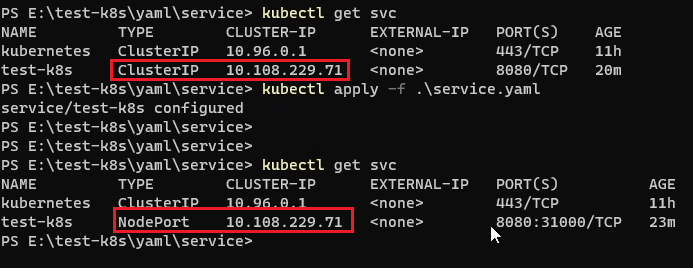 PS E:\test-k8s\yaml\service> kubectl get svc
NAME TYPE CLUSTER-IP EXTERNAL-IP PORT(S) AGE
kubernetes ClusterIP 10.96.0.1 <none> 443/TCP 11h
test-k8s ClusterIP 10.108.229.71 <none> 8080/TCP 20m
PS E:\test-k8s\yaml\service> kubectl apply -f .\service.yaml
service/test-k8s configured
PS E:\test-k8s\yaml\service>
PS E:\test-k8s\yaml\service>
PS E:\test-k8s\yaml\service> kubectl get svc
NAME TYPE CLUSTER-IP EXTERNAL-IP PORT(S) AGE
kubernetes ClusterIP 10.96.0.1 <none> 443/TCP 11h
test-k8s NodePort 10.108.229.71 <none> 8080:31000/TCP 23m
PS E:\test-k8s\yaml\service>